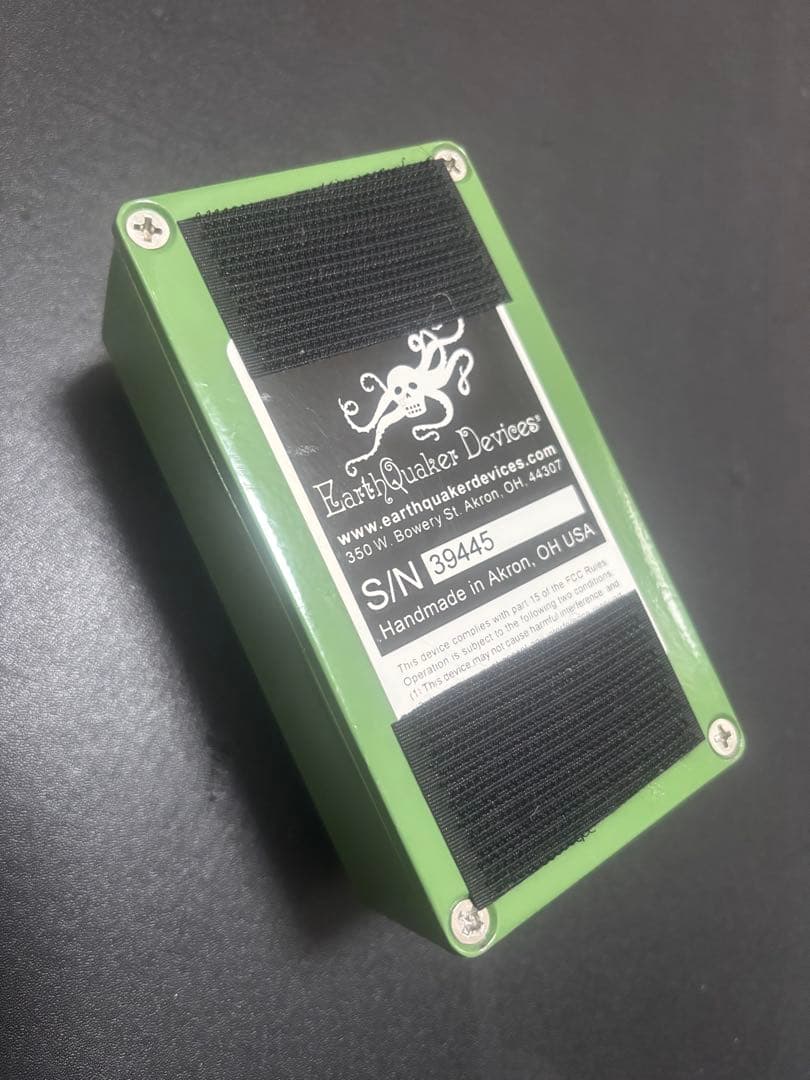 EarthQuaker Devices®
www.earthquakerdevices.com
350 W. Bowery St. Akron, OH, 44307
S/N 39445
Handmade in Akron, OH USA
This device complies with part 15 of the FCC Rules.
Operation is subject to the following two conditions:
(1) This device may not cause harmful interference, and